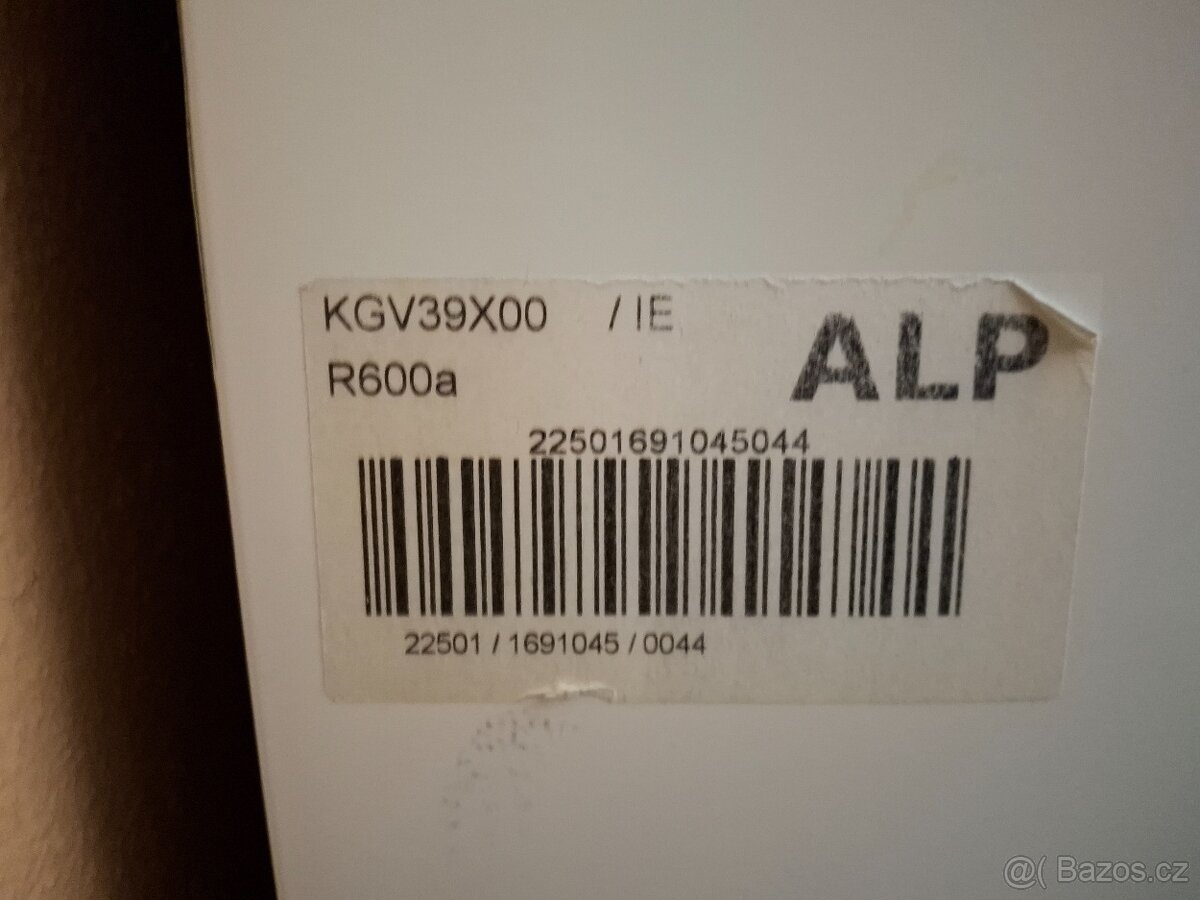 KGV39X00 / IE
R600a
ALP
22501691045044
22501 / 1691045 / 0044
@( Bazos.cz